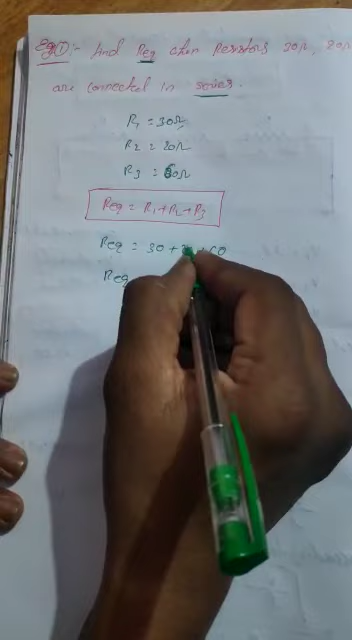 Eg①:- Find Req when Resistors 20Ω, 
are connected in series.
R1 = 30Ω
R2 = 20Ω
R3 = 60Ω
Req = R1+R2+R3
Req = 30 + + 60
Req